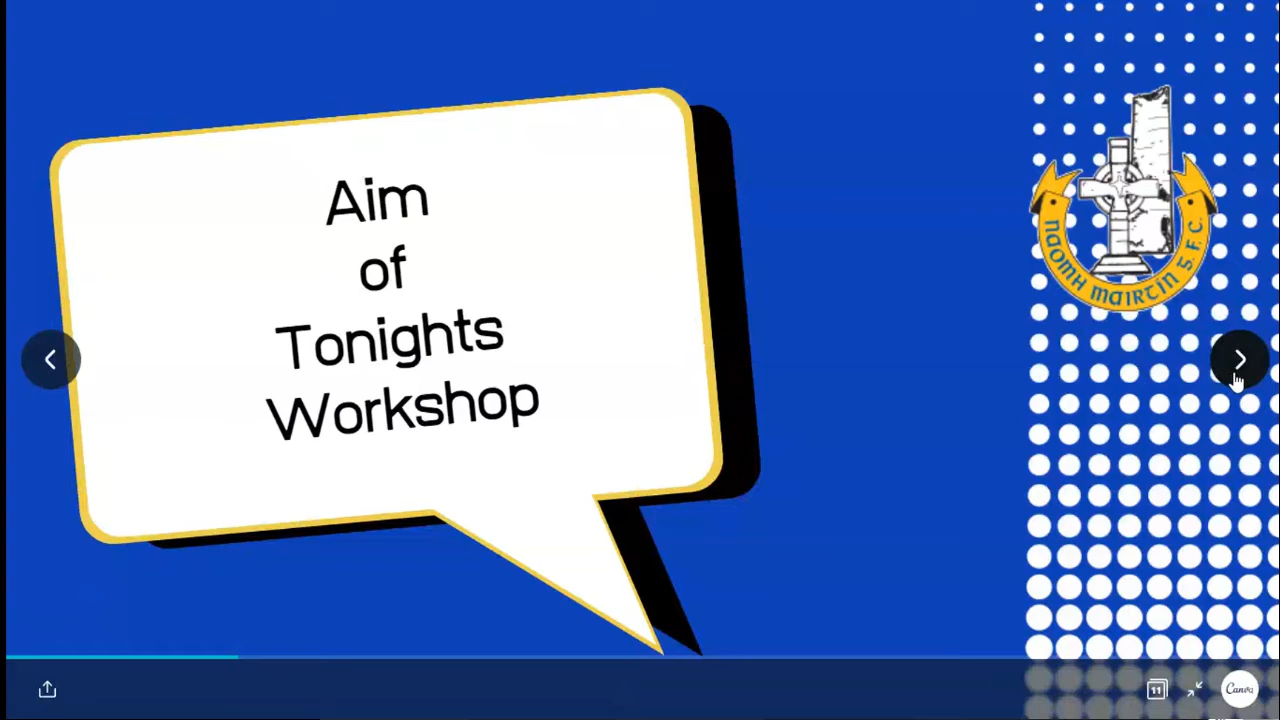 Aim
of
Tonights
Workshop
NAOMH MAIRTIN G.F.C.
11
Canva